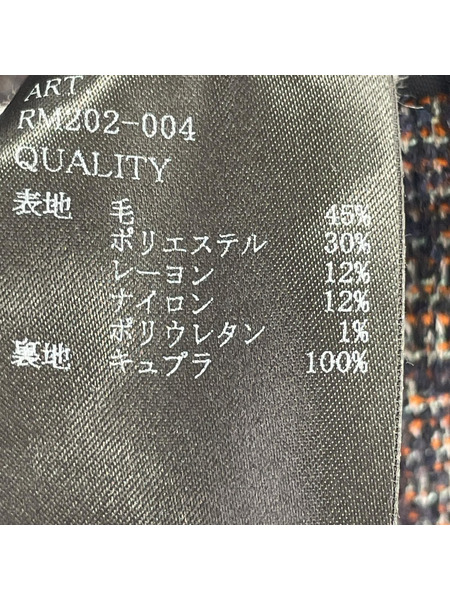 ART
RM202-004
QUALITY
表地 毛 45%
ポリエステル 30%
レーヨン 12%
ナイロン 12%
ポリウレタン 1%
裏地 キュプラ 100%